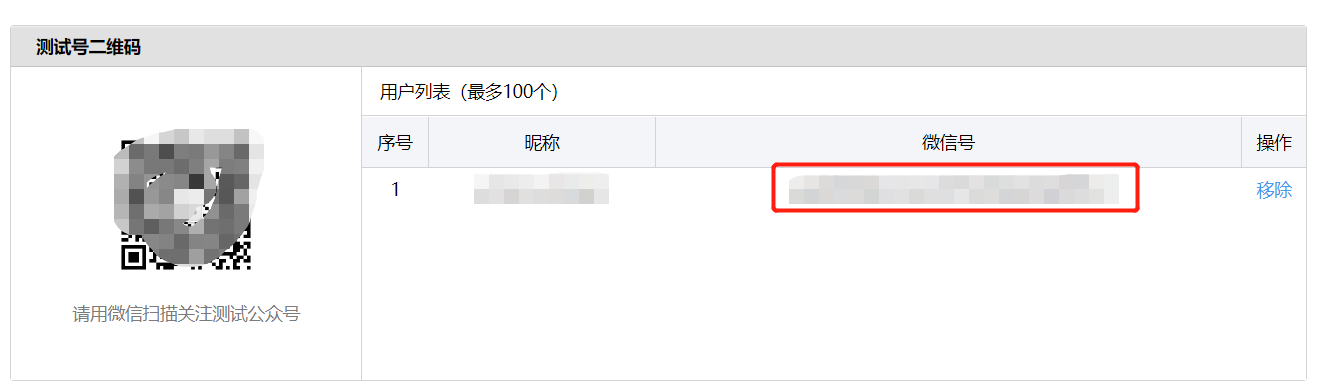 测试号二维码
用户列表（最多100个）
序号 昵称 微信号 操作
1 移除
请用微信扫描关注测试公众号